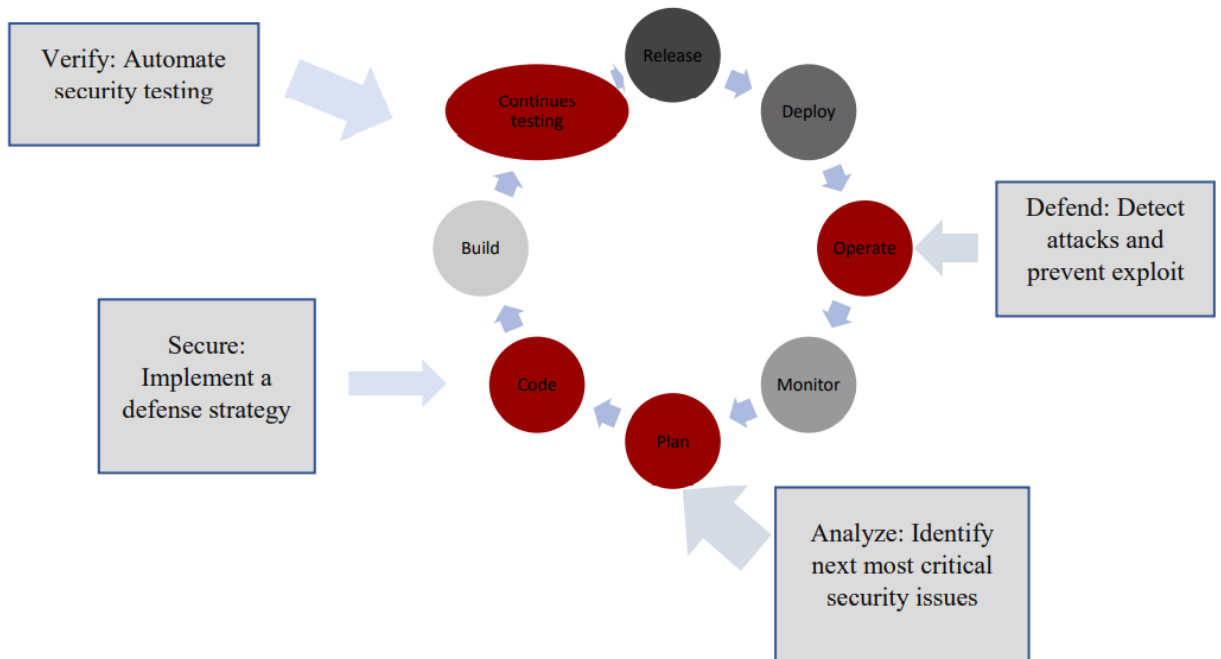 Verify: Automate
security testing
Release
Continues
testing
Deploy
Build
Operate
Defend: Detect
attacks and
prevent exploit
Secure:
Implement a
defense strategy
Code
Monitor
Plan
Analyze: Identify
next most critical
security issues